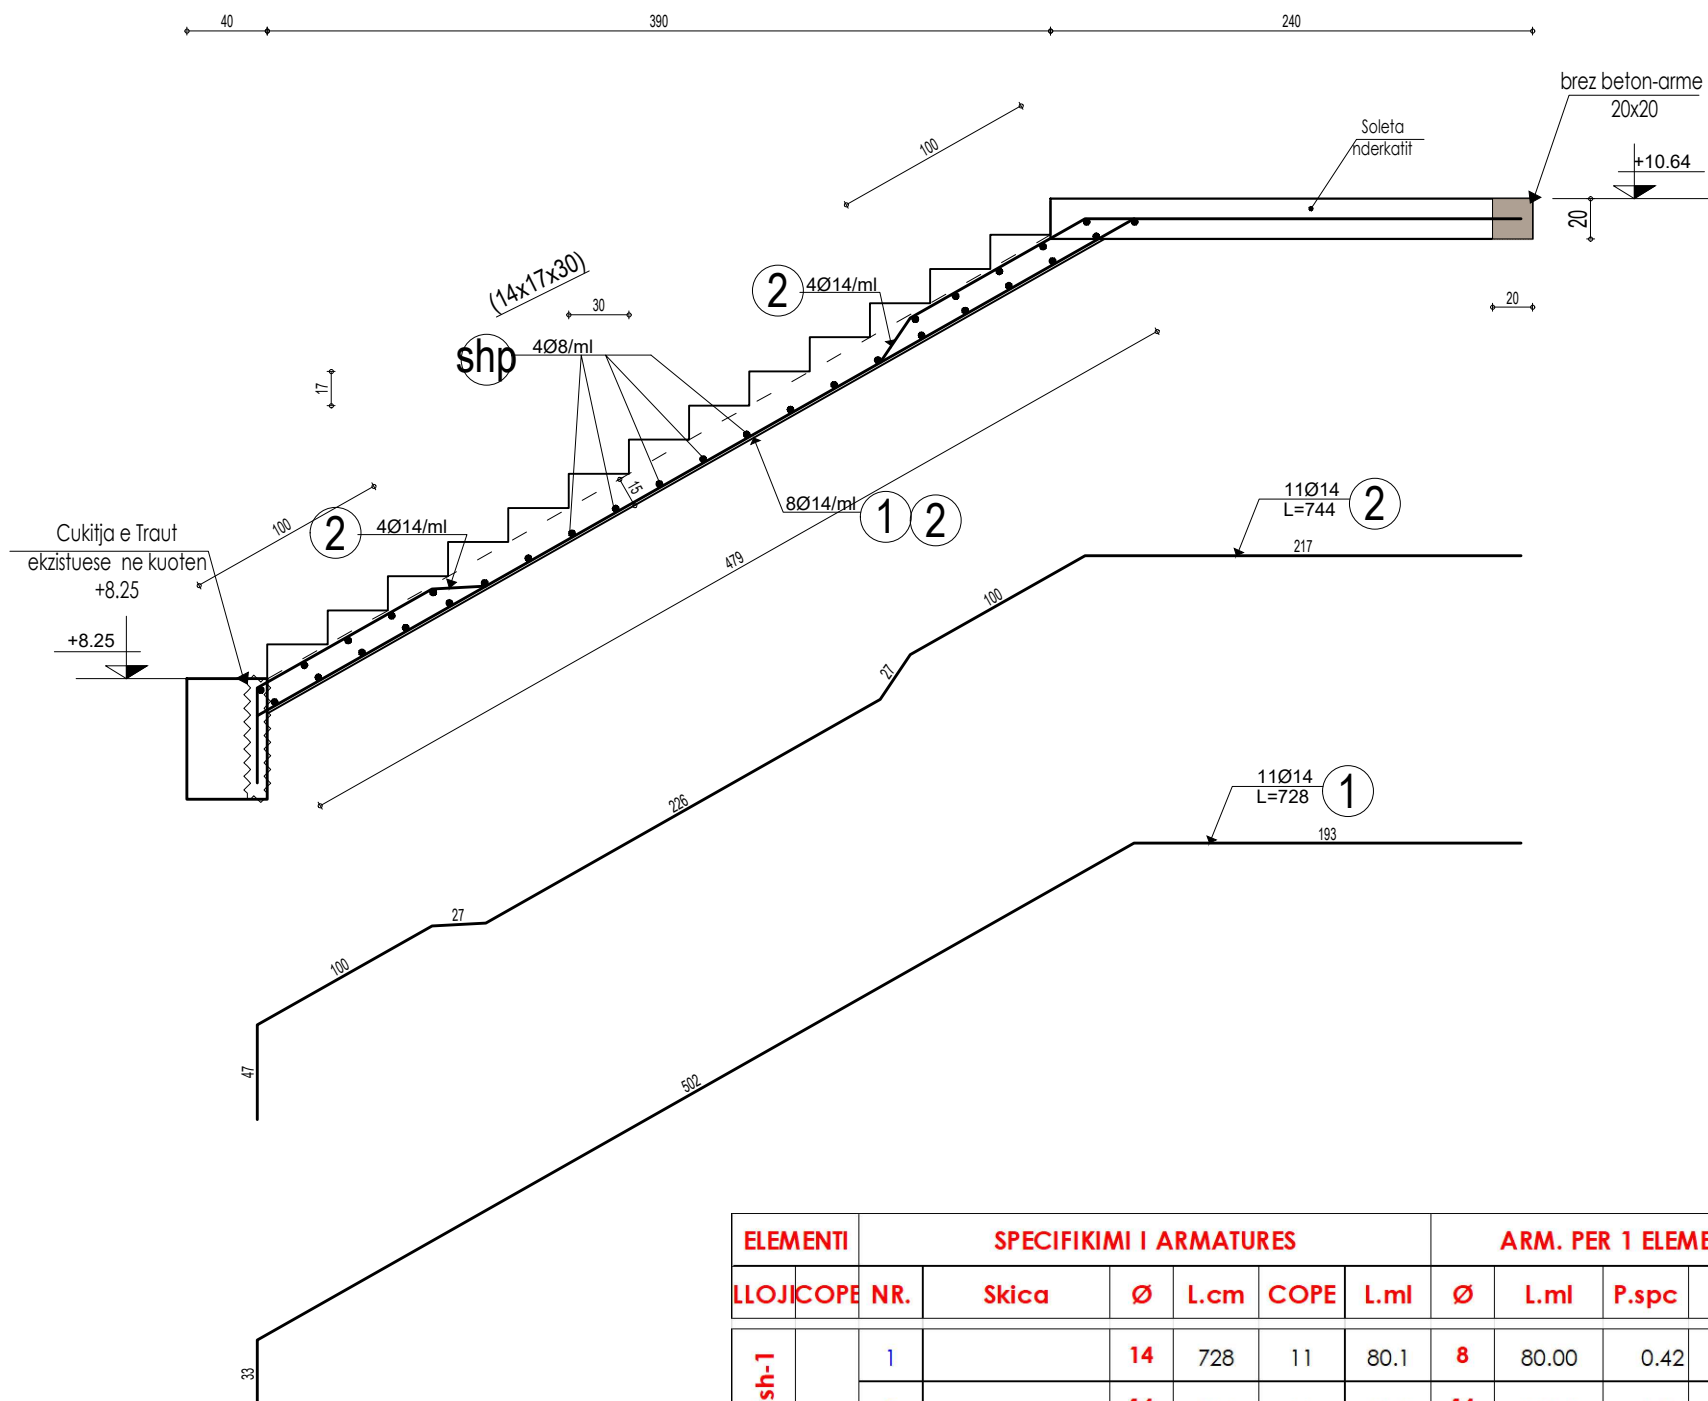 40
390
240
brez beton-arme
20x20
Soleta
nderkatit
100
+10.64
20
(14x17x30)
2
4Ø14/ml
30
20
shp
4Ø8/ml
17
15
8Ø14/ml
1
2
11Ø14
L=744
2
Cukitja e Traut
ekzistuese ne kuoten
+8.25
100
2
4Ø14/ml
479
217
+8.25
100
27
226
11Ø14
L=728
1
193
27
100
47
502
33
ELEMENTI
SPECIFIKIMI I ARMATURES
ARM. PER 1 ELEME
LLOJI
COPE
NR.
Skica
Ø
L.cm
COPE
L.ml
Ø
L.ml
P.spc
sh-1
1
14
728
11
80.1
8
80.00
0.42